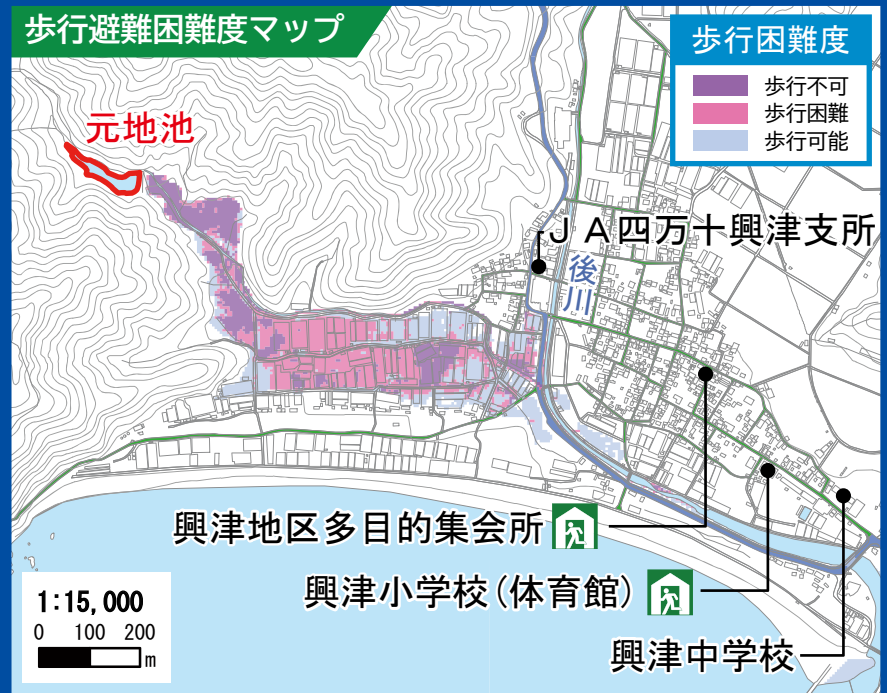 歩行避難困難度マップ
歩行困難度
歩行不可
歩行困難
歩行可能
元地池
JA四万十興津支所
後川
興津地区多目的集会所
興津小学校(体育館)
興津中学校
1:15,000
0 100 200
m